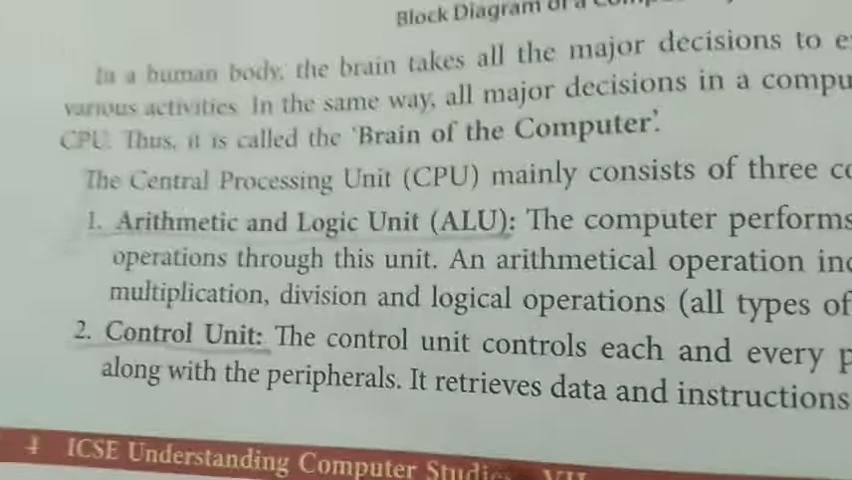 Block Diagram of a
In a human body, the brain takes all the major decisions to
various activities. In the same way, all major decisions in a
CPU. Thus, it is called the 'Brain of the Computer'.
The Central Processing Unit (CPU) mainly consists of three
1. Arithmetic and Logic Unit (ALU): The computer performs
operations through this unit. An arithmetical operation
multiplication, division and logical operations (all types of
2. Control Unit: The control unit controls each and every
along with the peripherals. It retrieves data and instructions
4 ICSE Understanding Computer Studies VII